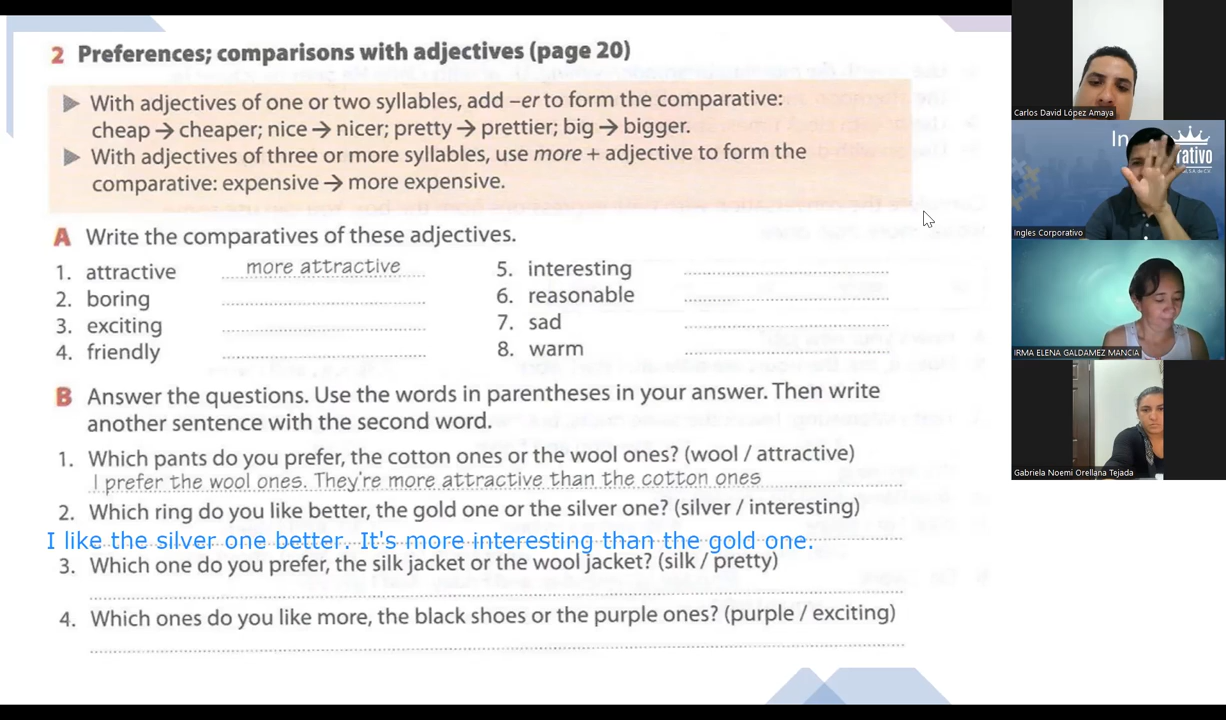 2 Preferences; comparisons with adjectives (page 20)
▶ With adjectives of one or two syllables, add –er to form the comparative:
cheap → cheaper; nice → nicer; pretty → prettier; big → bigger.
▶ With adjectives of three or more syllables, use more + adjective to form the
comparative: expensive → more expensive.
A Write the comparatives of these adjectives.
1. attractive more attractive
2. boring
3. exciting
4. friendly
5. interesting
6. reasonable
7. sad
8. warm
B Answer the questions. Use the words in parentheses in your answer. Then write
another sentence with the second word.
1. Which pants do you prefer, the cotton ones or the wool ones? (wool / attractive)
I prefer the wool ones. They're more attractive than the cotton ones
2. Which ring do you like better, the gold one or the silver one? (silver / interesting)
I like the silver one better. It's more interesting than the gold one.
3. Which one do you prefer, the silk jacket or the wool jacket? (silk / pretty)
4. Which ones do you like more, the black shoes or the purple ones? (purple / exciting)
Carlos David López Amaya
Ingles Corporativo
IRMA ELENA GALDAMEZ MANCIA
Gabriela Noemi Orellana Tejada